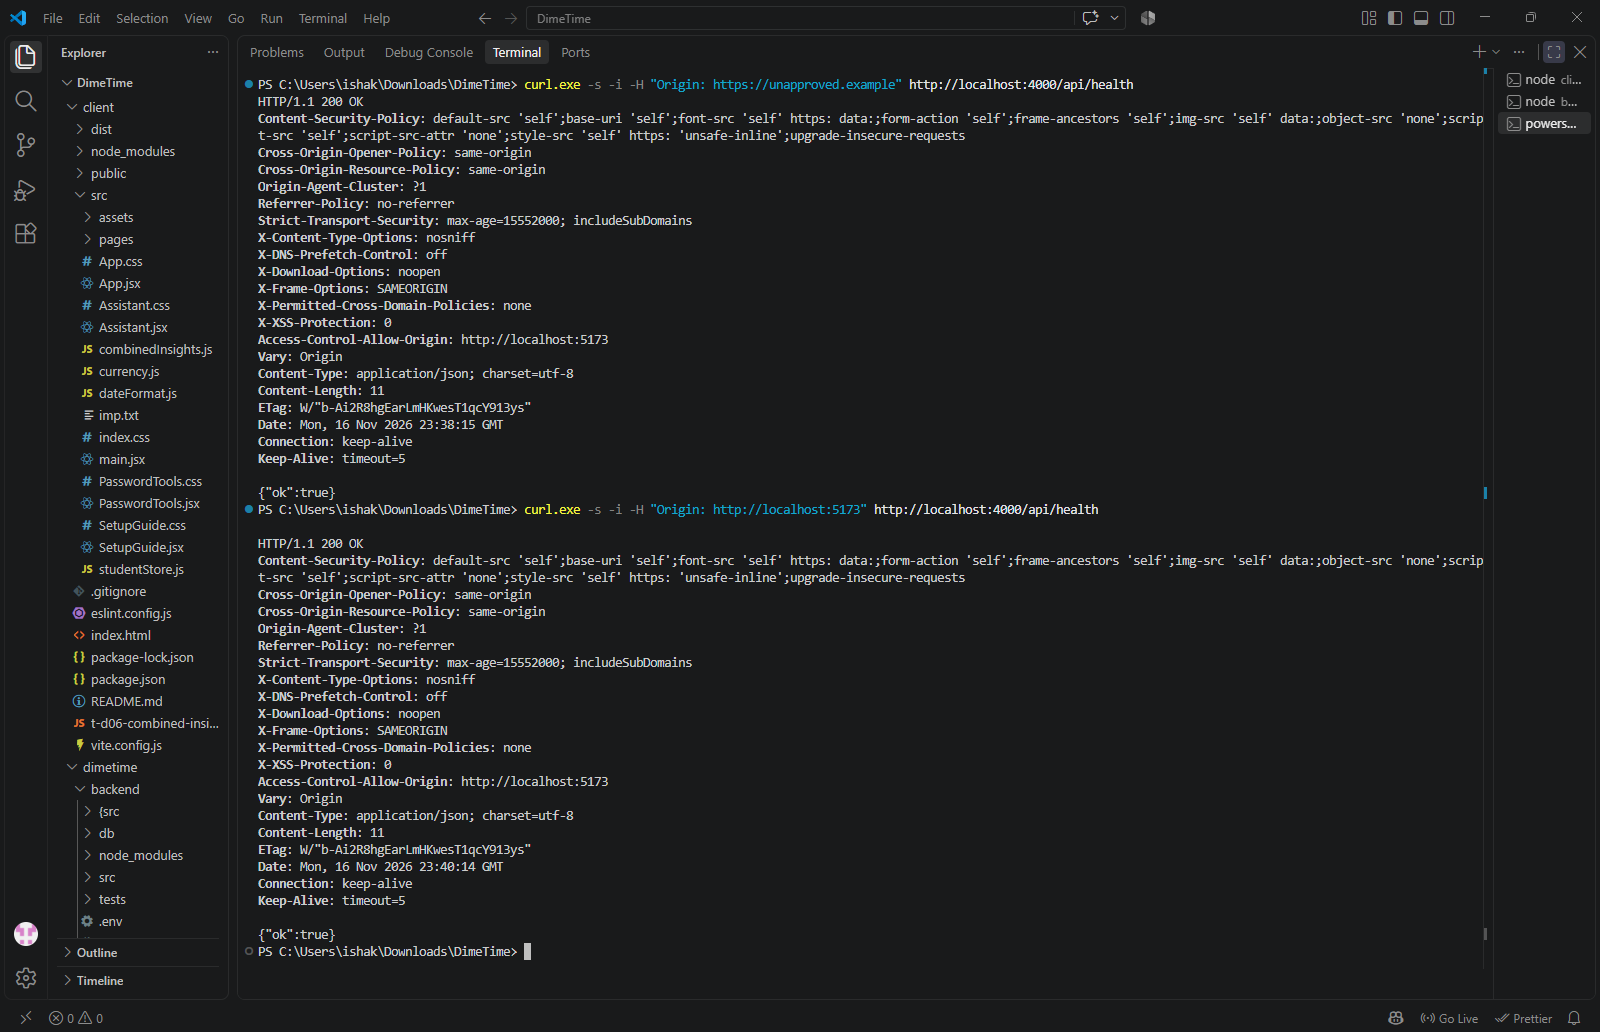 File Edit Selection View Go Run Terminal Help
DimeTime
Explorer
DimeTime
client
dist
node_modules
public
src
assets
pages
# App.css
App.jsx
# Assistant.css
Assistant.jsx
JS combinedInsights.js
JS currency.js
JS dateFormat.js
imp.txt
# index.css
main.jsx
# PasswordTools.css
PasswordTools.jsx
# SetupGuide.css
SetupGuide.jsx
JS studentStore.js
.gitignore
eslint.config.js
<> index.html
{} package-lock.json
{} package.json
README.md
JS t-d06-combined-insi...
vite.config.js
dimetime
backend
{src
db
node_modules
src
tests
.env
Outline
Timeline
Problems Output Debug Console Terminal Ports
PS C:\Users\ishak\Downloads\DimeTime> curl.exe -s -i -H "Origin: https://unapproved.example" http://localhost:4000/api/health
HTTP/1.1 200 OK
Content-Security-Policy: default-src 'self';base-uri 'self';font-src 'self' https: data:;form-action 'self';frame-ancestors 'self';img-src 'self' data:;object-src 'none';scrip
t-src 'self';script-src-attr 'none';style-src 'self' https: 'unsafe-inline';upgrade-insecure-requests
Cross-Origin-Opener-Policy: same-origin
Cross-Origin-Resource-Policy: same-origin
Origin-Agent-Cluster: ?1
Referrer-Policy: no-referrer
Strict-Transport-Security: max-age=15552000; includeSubDomains
X-Content-Type-Options: nosniff
X-DNS-Prefetch-Control: off
X-Download-Options: noopen
X-Frame-Options: SAMEORIGIN
X-Permitted-Cross-Domain-Policies: none
X-XSS-Protection: 0
Access-Control-Allow-Origin: http://localhost:5173
Vary: Origin
Content-Type: application/json; charset=utf-8
Content-Length: 11
ETag: W/"b-Ai2R8hgEarLmHKwesT1qcY913ys"
Date: Mon, 16 Nov 2026 23:38:15 GMT
Connection: keep-alive
Keep-Alive: timeout=5
{"ok":true}
PS C:\Users\ishak\Downloads\DimeTime> curl.exe -s -i -H "Origin: http://localhost:5173" http://localhost:4000/api/health
HTTP/1.1 200 OK
Content-Security-Policy: default-src 'self';base-uri 'self';font-src 'self' https: data:;form-action 'self';frame-ancestors 'self';img-src 'self' data:;object-src 'none';scrip
t-src 'self';script-src-attr 'none';style-src 'self' https: 'unsafe-inline';upgrade-insecure-requests
Cross-Origin-Opener-Policy: same-origin
Cross-Origin-Resource-Policy: same-origin
Origin-Agent-Cluster: ?1
Referrer-Policy: no-referrer
Strict-Transport-Security: max-age=15552000; includeSubDomains
X-Content-Type-Options: nosniff
X-DNS-Prefetch-Control: off
X-Download-Options: noopen
X-Frame-Options: SAMEORIGIN
X-Permitted-Cross-Domain-Policies: none
X-XSS-Protection: 0
Access-Control-Allow-Origin: http://localhost:5173
Vary: Origin
Content-Type: application/json; charset=utf-8
Content-Length: 11
ETag: W/"b-Ai2R8hgEarLmHKwesT1qcY913ys"
Date: Mon, 16 Nov 2026 23:40:14 GMT
Connection: keep-alive
Keep-Alive: timeout=5
{"ok":true}
PS C:\Users\ishak\Downloads\DimeTime>
node cli...
node b...
powers...
0 0
Go Live Prettier